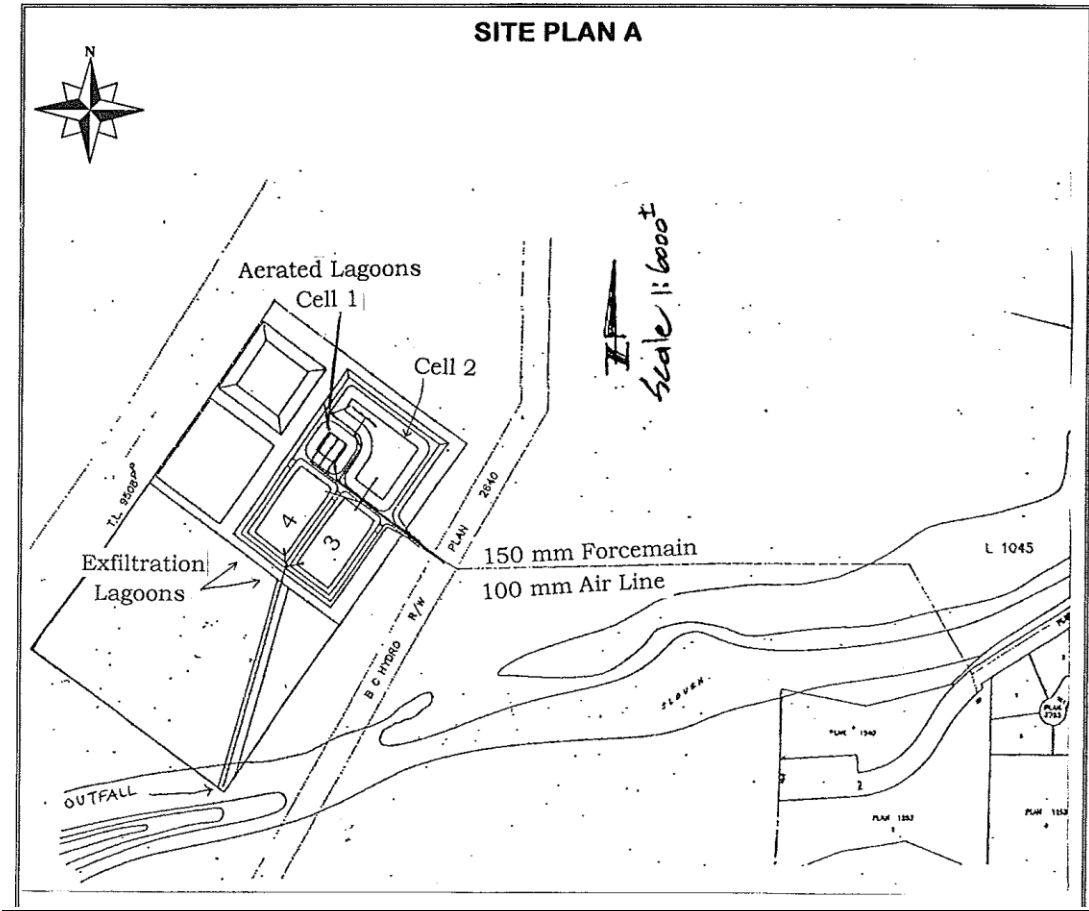 SITE PLAN A
N
Scale 1:6000±
Aerated Lagoons
Cell 1
Cell 2
T.L. 9508
PLAN 2640
4
3
Exfiltration
Lagoons
150 mm Forcemain
100 mm Air Line
L 1045
B C HYDRO R/W
SLOUGH
PLAN
2
PLAN 1253
PLAN 1253
OUTFALL